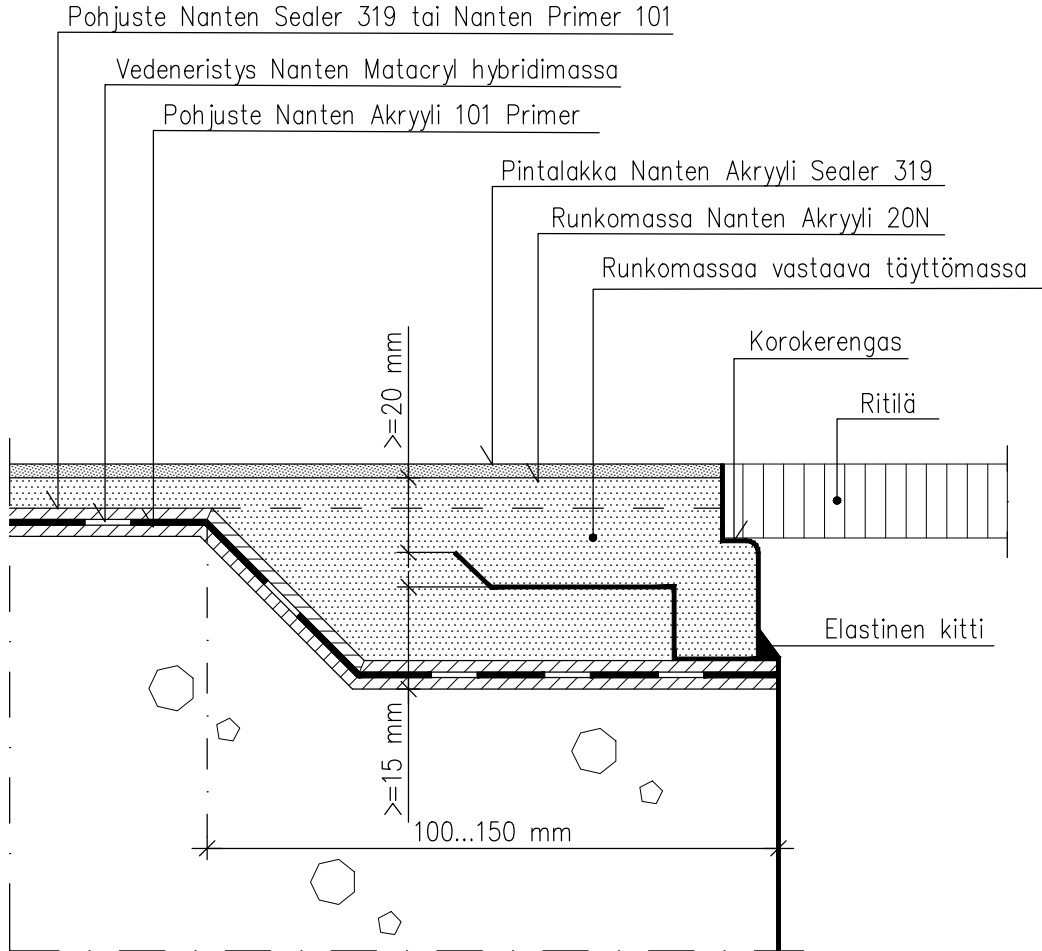 Pohjuste Nanten Sealer 319 tai Nanten Primer 101
Vedeneristys Nanten Matacryl hybridimassa
Pohjuste Nanten Akryyli 101 Primer
Pintalakka Nanten Akryyli Sealer 319
Runkomassa Nanten Akryyli 20N
Runkomassaa vastaava täyttömassa
Korokerengas
>=20 mm
Ritilä
Elastinen kitti
>=15 mm
100...150 mm